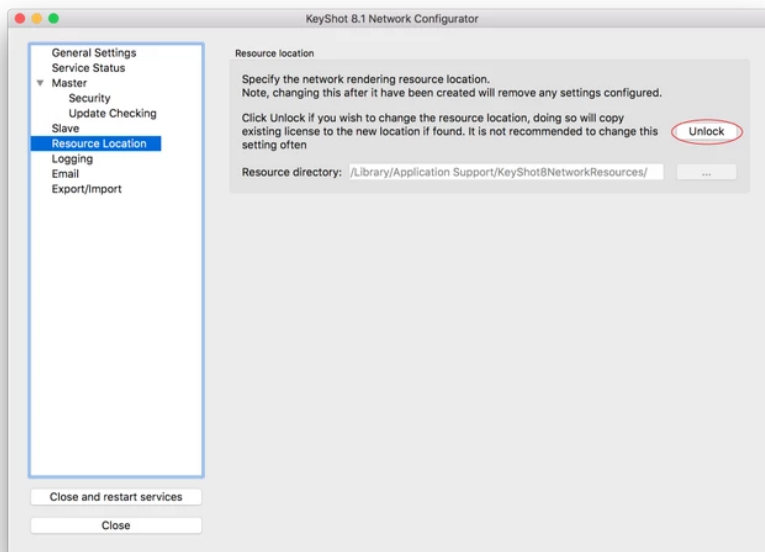 KeyShot 8.1 Network Configurator
General Settings
Service Status
Master
Security
Update Checking
Slave
Resource Location
Logging
Email
Export/Import
Close and restart services
Close
Resource location
Specify the network rendering resource location.
Note, changing this after it have been created will remove any settings configured.
Click Unlock if you wish to change the resource location, doing so will copy
existing license to the new location if found. It is not recommended to change this
setting often
Unlock
Resource directory: /Library/Application Support/KeyShot8NetworkResources/
...